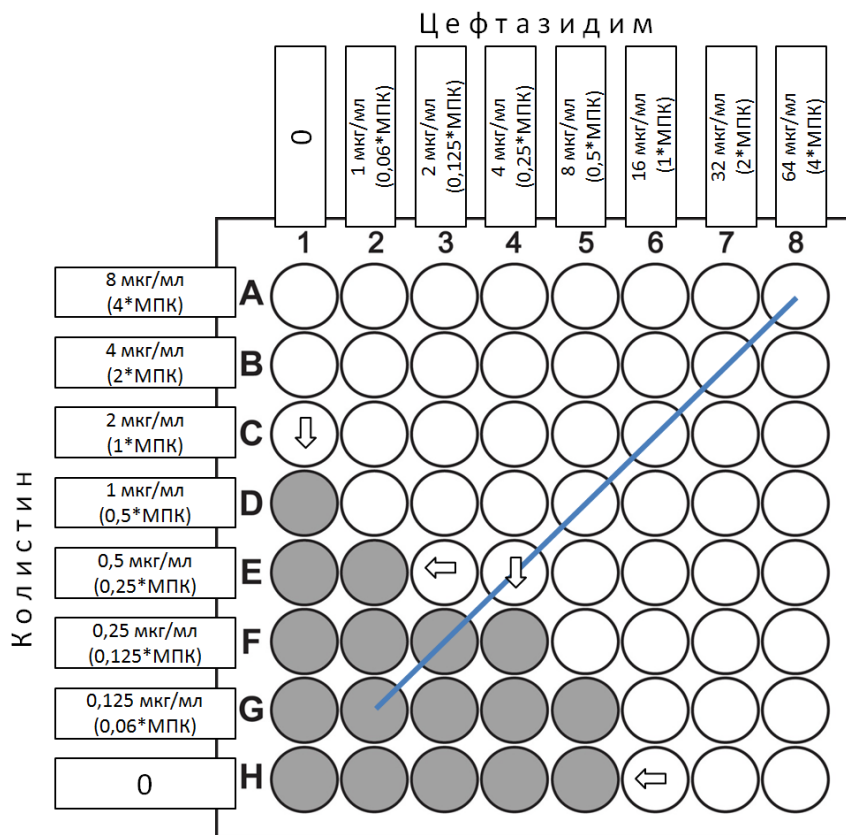 Цефтазидим
0
1 мкг/мл
(0,06*МПК)
2 мкг/мл
(0,125*МПК)
4 мкг/мл
(0,25*МПК)
8 мкг/мл
(0,5*МПК)
16 мкг/мл
(1*МПК)
32 мкг/мл
(2*МПК)
64 мкг/мл
(4*МПК)
1 2 3 4 5 6 7 8
Колистин
8 мкг/мл
(4*МПК)
A
4 мкг/мл
(2*МПК)
B
2 мкг/мл
(1*МПК)
C
1 мкг/мл
(0,5*МПК)
D
0,5 мкг/мл
(0,25*МПК)
E
0,25 мкг/мл
(0,125*МПК)
F
0,125 мкг/мл
(0,06*МПК)
G
0
H